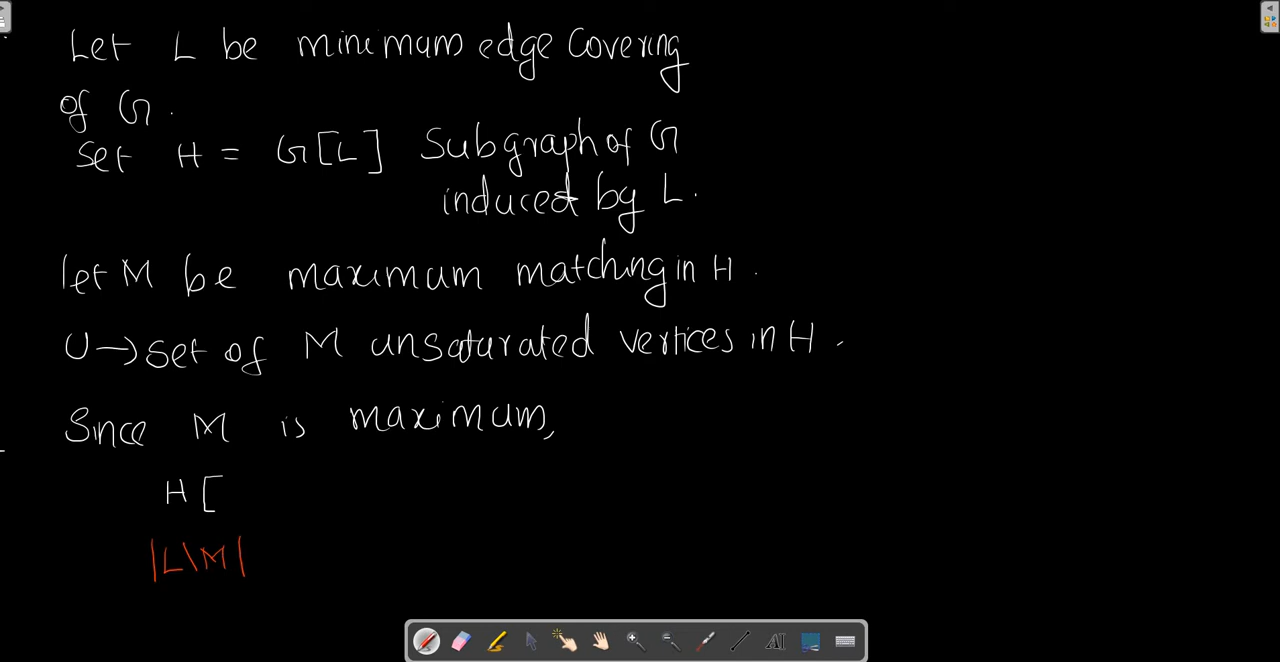 Let L be minimum edge covering
of G.
Set H = G[L] Subgraph of G
induced by L.
let M be maximum matching in H.
U → set of M unsaturated vertices in H.
Since M is maximum,
H[
|L\M|
AI